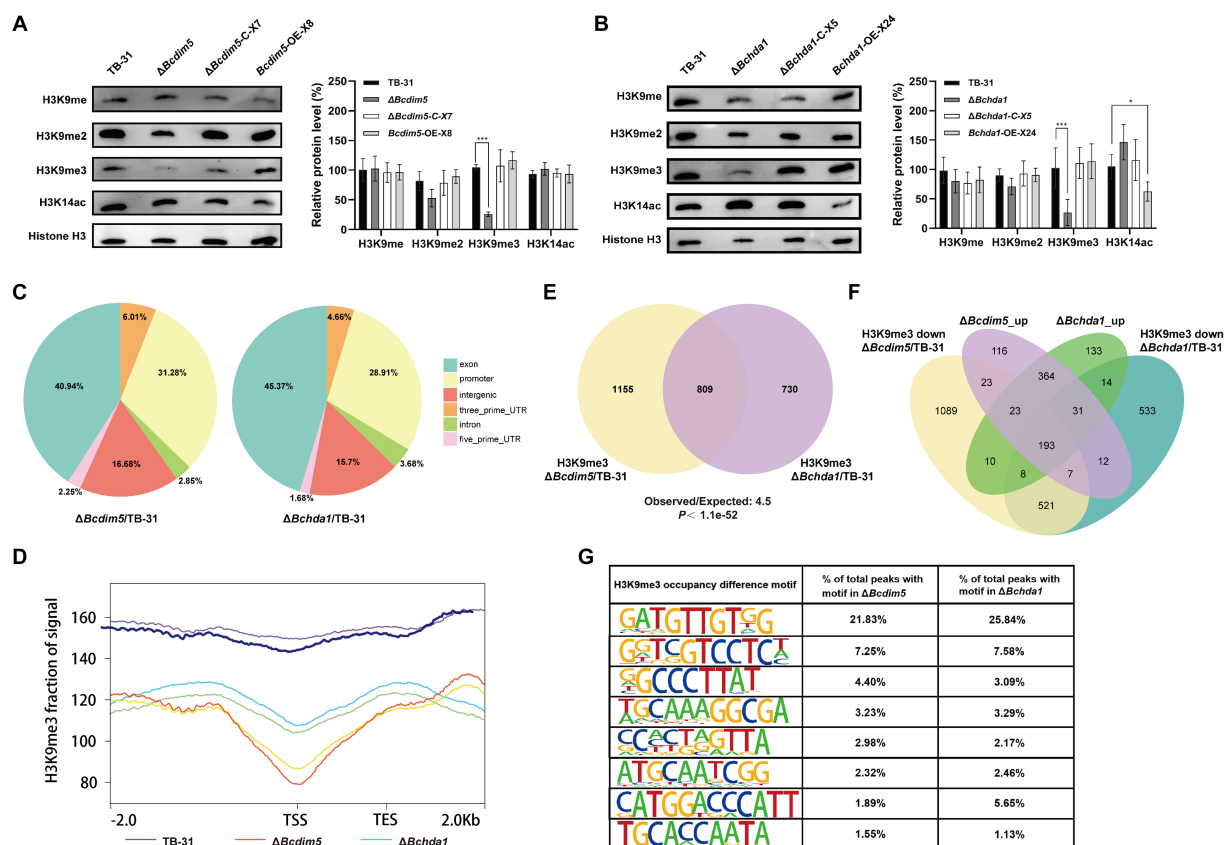 A
TB-31
ΔBcdim5
ΔBcdim5-C-X7
Bcdim5-OE-X8
H3K9me
H3K9me2
H3K9me3
H3K14ac
Histone H3
Relative protein level (%)
250
200
150
100
50
0
TB-31
ΔBcdim5
ΔBcdim5-C-X7
Bcdim5-OE-X8
***
H3K9me H3K9me2 H3K9me3 H3K14ac
B
TB-31
ΔBchda1
ΔBchda1-C-X5
Bchda1-OE-X24
H3K9me
H3K9me2
H3K9me3
H3K14ac
Histone H3
Relative protein level (%)
250
200
150
100
50
0
TB-31
ΔBchda1
ΔBchda1-C-X5
Bchda1-OE-X24
***
*
H3K9me H3K9me2 H3K9me3 H3K14ac
C
6.01%
31.28%
2.85%
16.68%
2.25%
40.94%
ΔBcdim5/TB-31
4.66%
28.91%
3.68%
15.7%
1.68%
45.37%
ΔBchda1/TB-31
exon
promoter
intergenic
three_prime_UTR
intron
five_prime_UTR
E
1155
809
730
H3K9me3
ΔBcdim5/TB-31
H3K9me3
ΔBchda1/TB-31
Observed/Expected: 4.5
P< 1.1e-52
F
H3K9me3 down
ΔBcdim5/TB-31
ΔBcdim5_up
ΔBchda1_up
H3K9me3 down
ΔBchda1/TB-31
116
133
23
364
14
1089
23
31
533
193
10
12
8
7
521
D
H3K9me3 fraction of signal
160
140
120
100
80
-2.0
TSS
TES
2.0Kb
TB-31
ΔBcdim5
ΔBchda1
G
H3K9me3 occupancy difference motif
% of total peaks with
motif in ΔBcdim5
% of total peaks with
motif in ΔBchda1
GATGTTGTGG
21.83%
25.84%
GGTCGTCCTCT
7.25%
7.58%
GGCCCTTAT
4.40%
3.09%
TGCAAAGGCGA
3.23%
3.29%
CCACTAGTTA
2.98%
2.17%
ATGCAATCGG
2.32%
2.46%
CATGGACCCATT
1.89%
5.65%
TGCACCAATA
1.55%
1.13%